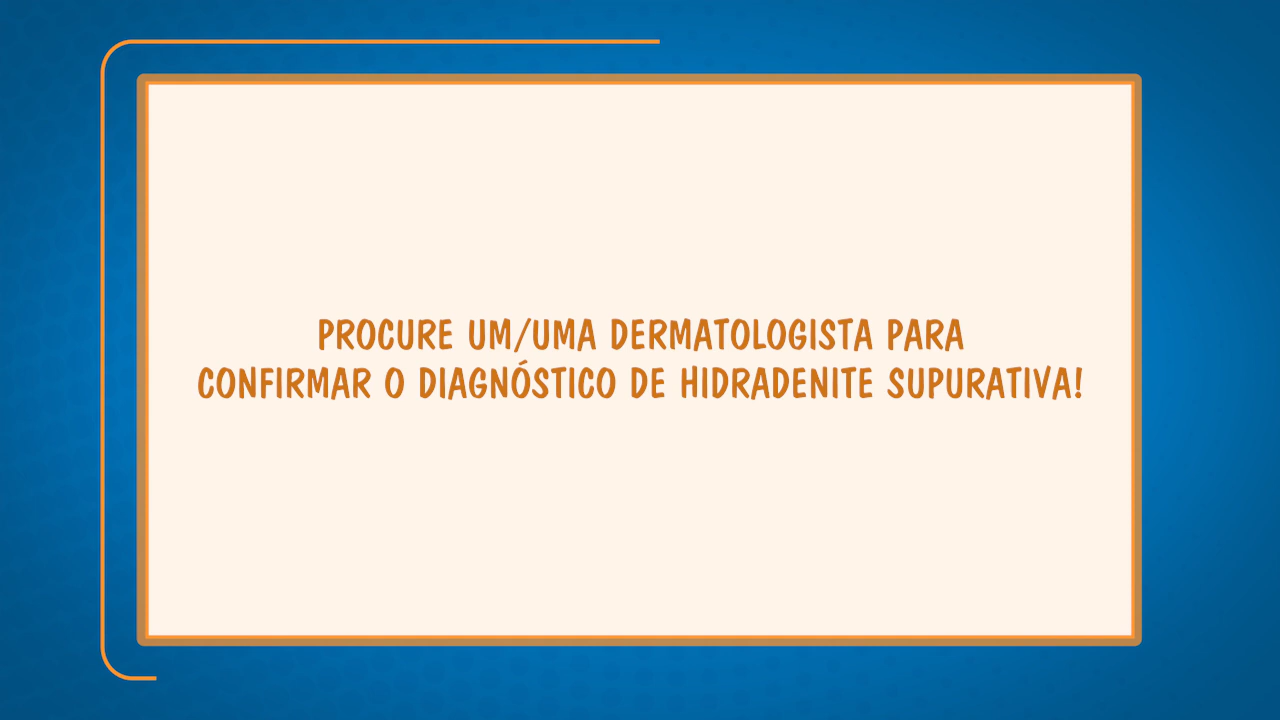 PROCURE UM/UMA DERMATOLOGISTA PARA
CONFIRMAR O DIAGNÓSTICO DE HIDRADENITE SUPURATIVA!